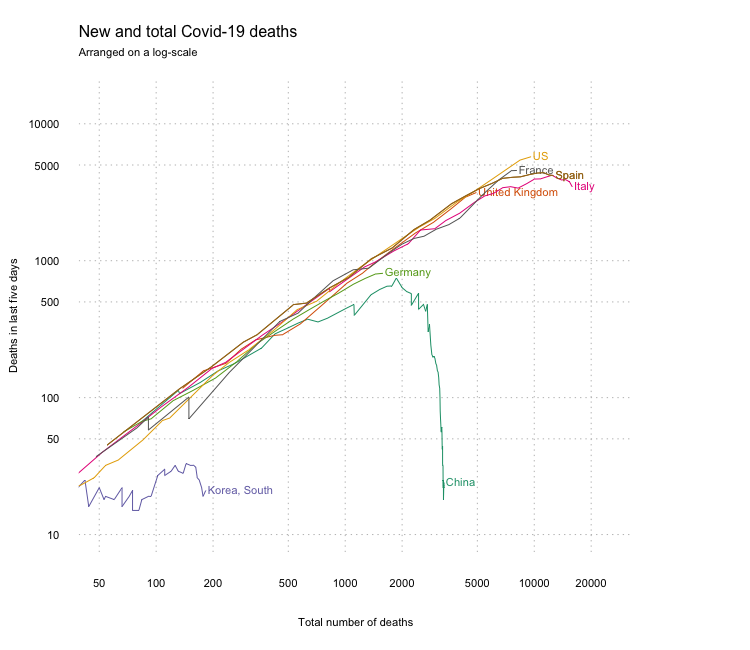 New and total Covid-19 deaths
Arranged on a log-scale
10000
5000
1000
500
100
50
10
Deaths in last five days
US
France
Spain
Italy
United Kingdom
Germany
China
Korea, South
50 100 200 500 1000 2000 5000 10000 20000
Total number of deaths